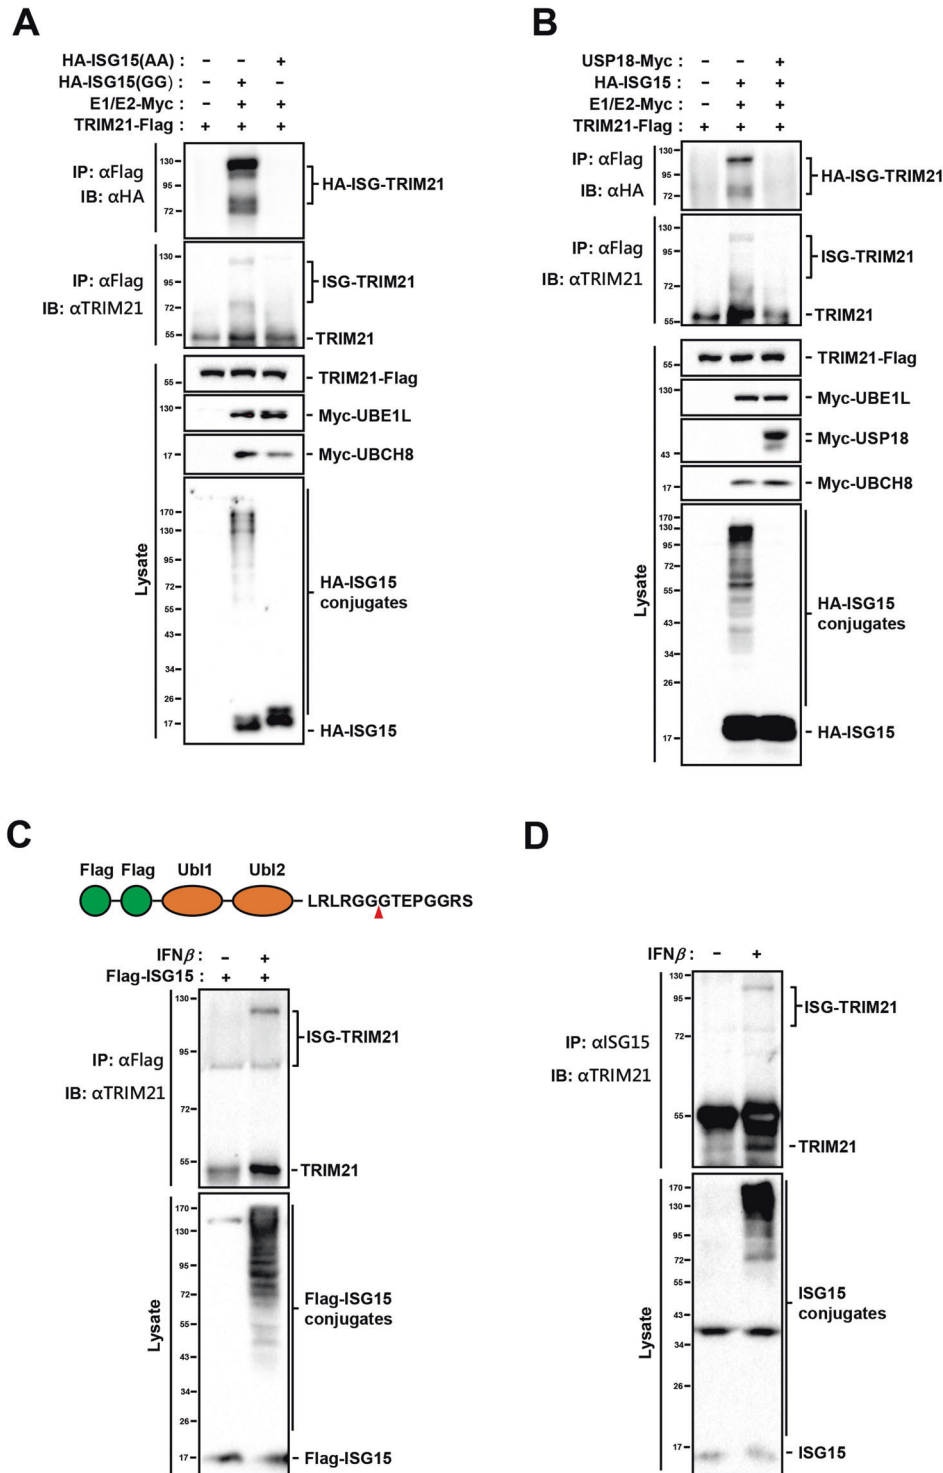 A
HA-ISG15(AA) : - - +
HA-ISG15(GG) : - + -
E1/E2-Myc : - + +
TRIM21-Flag : + + +
IP: αFlag
IB: αHA
130
95
72
HA-ISG-TRIM21
IP: αFlag
IB: αTRIM21
130
95
72
55
ISG-TRIM21
TRIM21
Lysate
55
TRIM21-Flag
130
Myc-UBE1L
17
Myc-UBCH8
170
130
95
72
55
43
34
26
17
HA-ISG15
conjugates
HA-ISG15
B
USP18-Myc : - - +
HA-ISG15 : - + +
E1/E2-Myc : - + +
TRIM21-Flag : + + +
IP: αFlag
IB: αHA
130
95
72
HA-ISG-TRIM21
IP: αFlag
IB: αTRIM21
130
95
72
55
ISG-TRIM21
TRIM21
Lysate
55
TRIM21-Flag
130
Myc-UBE1L
43
Myc-USP18
17
Myc-UBCH8
170
130
95
72
55
43
34
26
17
HA-ISG15
conjugates
HA-ISG15
C
Flag Flag Ubl1 Ubl2
LRLRGGGTEPGGRS
IFNβ : - +
Flag-ISG15 : + +
IP: αFlag
IB: αTRIM21
130
95
72
55
ISG-TRIM21
TRIM21
Lysate
170
130
95
72
55
43
34
26
17
Flag-ISG15
conjugates
Flag-ISG15
D
IFNβ : - +
IP: αISG15
IB: αTRIM21
130
95
72
55
ISG-TRIM21
TRIM21
Lysate
170
130
95
72
55
43
34
26
17
ISG15
conjugates
ISG15